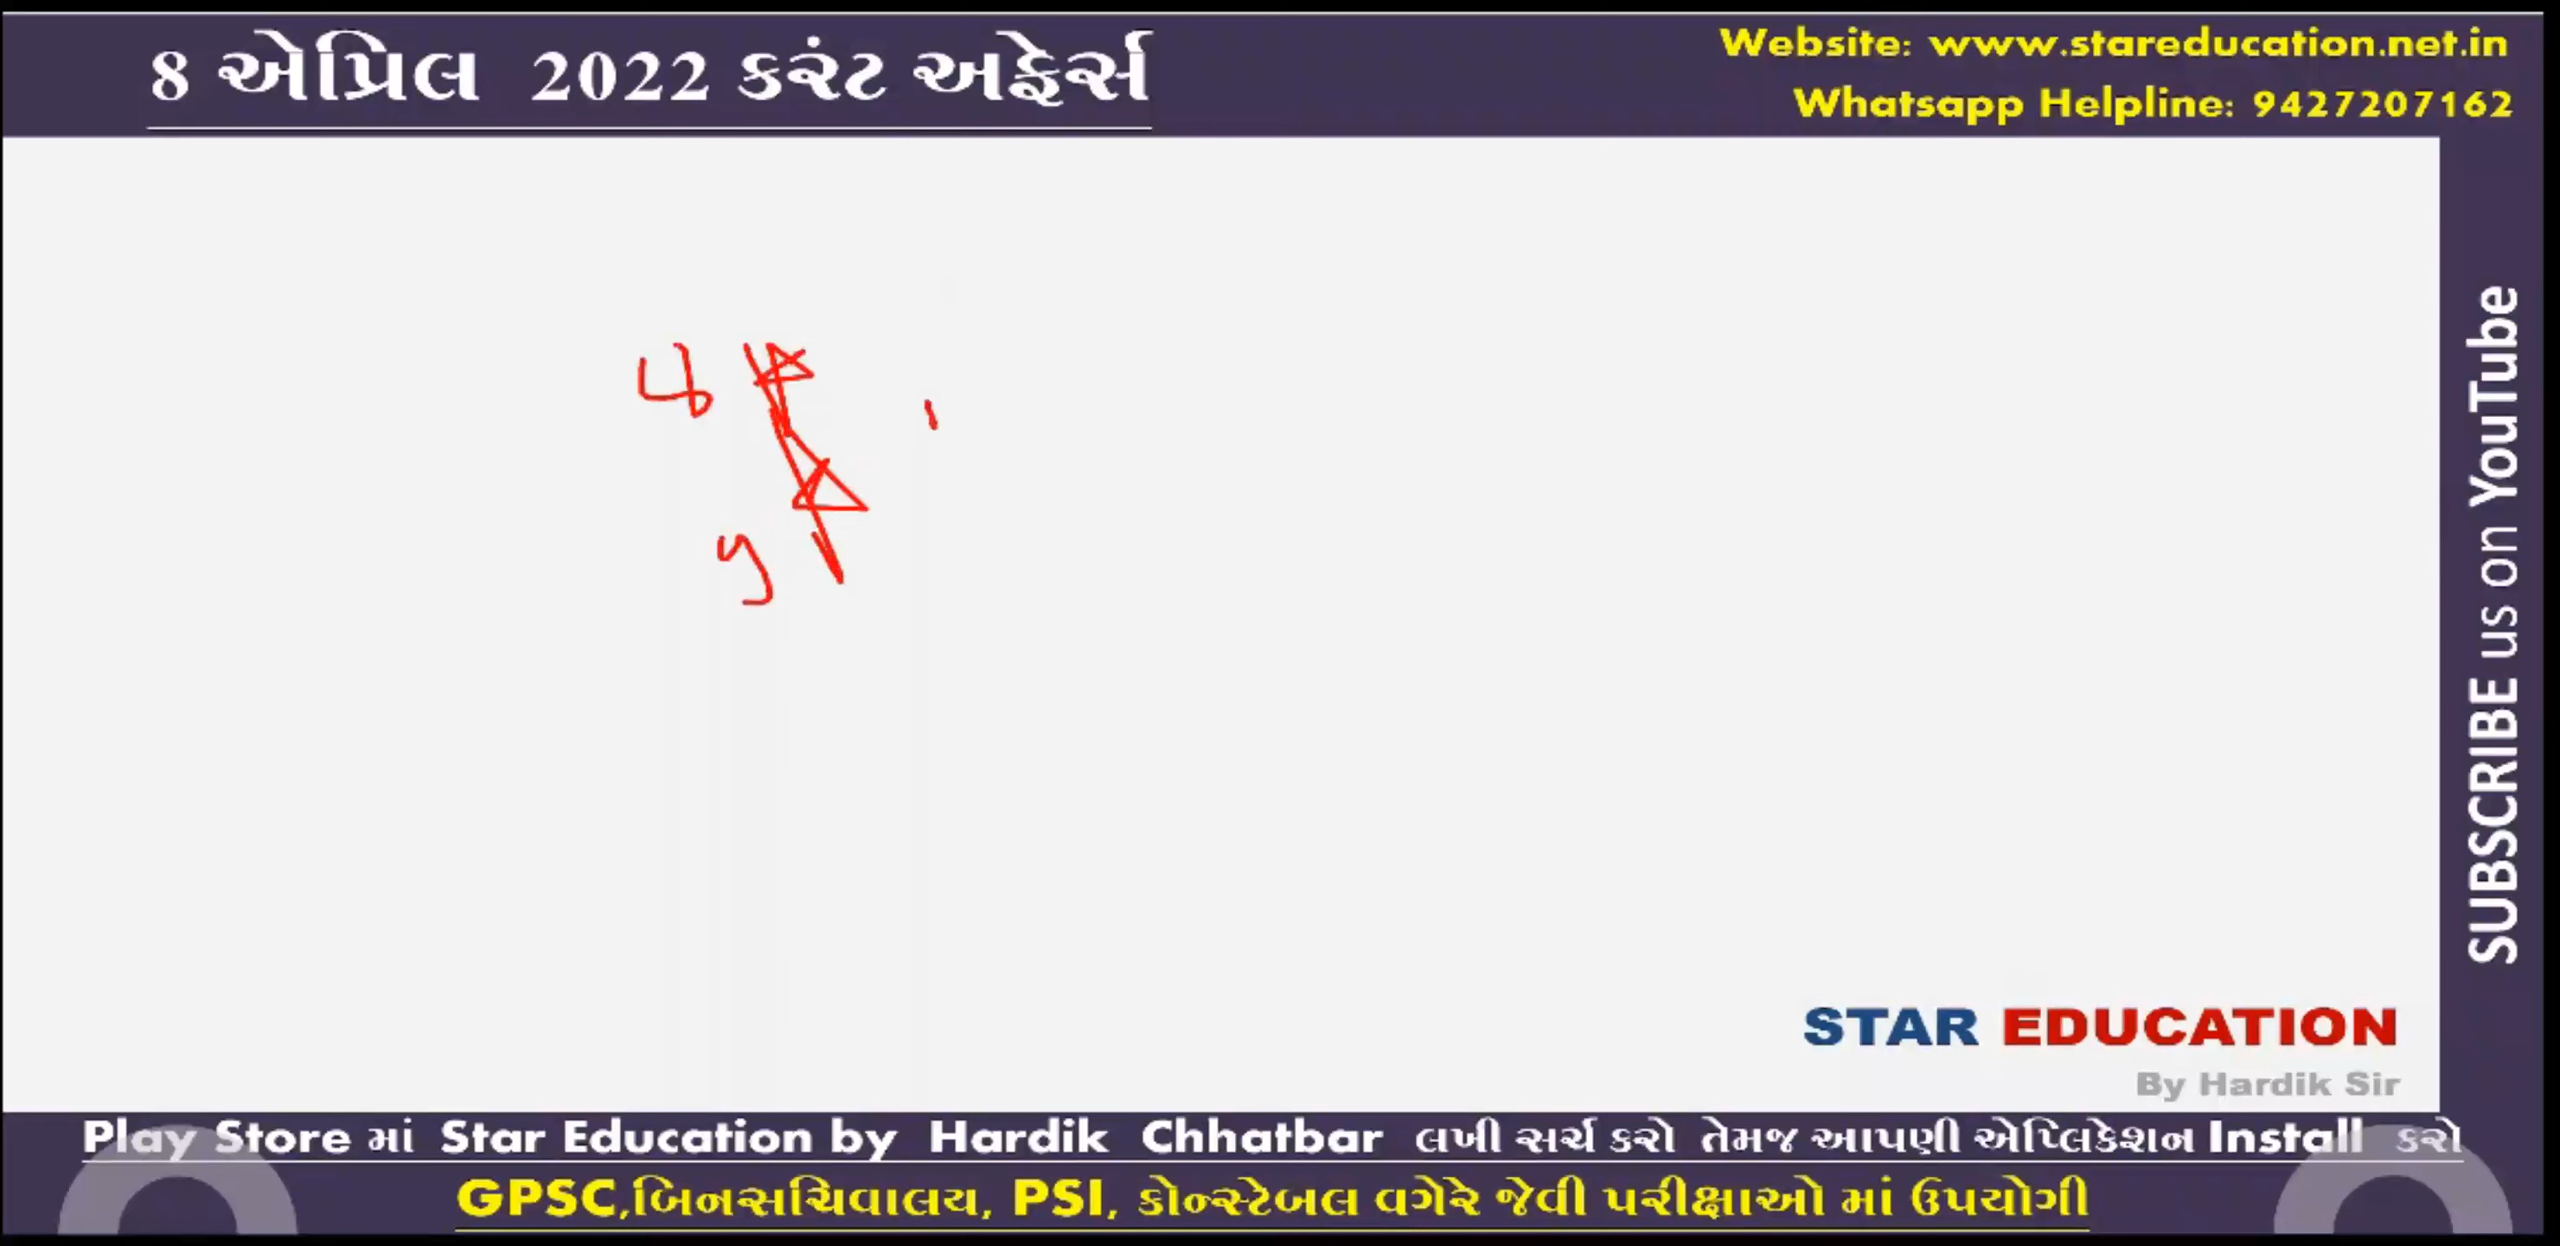 8 એપ્રિલ 2022 કરંટ અફેર્સ
Website: www.stareducation.net.in
Whatsapp Helpline: 9427207162
SUBSCRIBE us on YouTube
STAR EDUCATION
By Hardik Sir
Play Store માં Star Education by Hardik Chhatbar લખી સર્ચ કરો તેમજ આપણી એપ્લિકેશન Install કરો
GPSC,બિનસચિવાલય, PSI, કોન્સ્ટેબલ વગેરે જેવી પરીક્ષાઓ માં ઉપયોગી